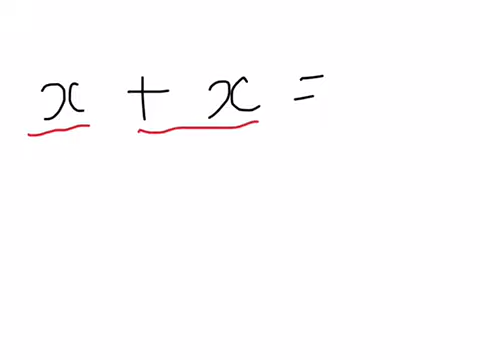 x + x =